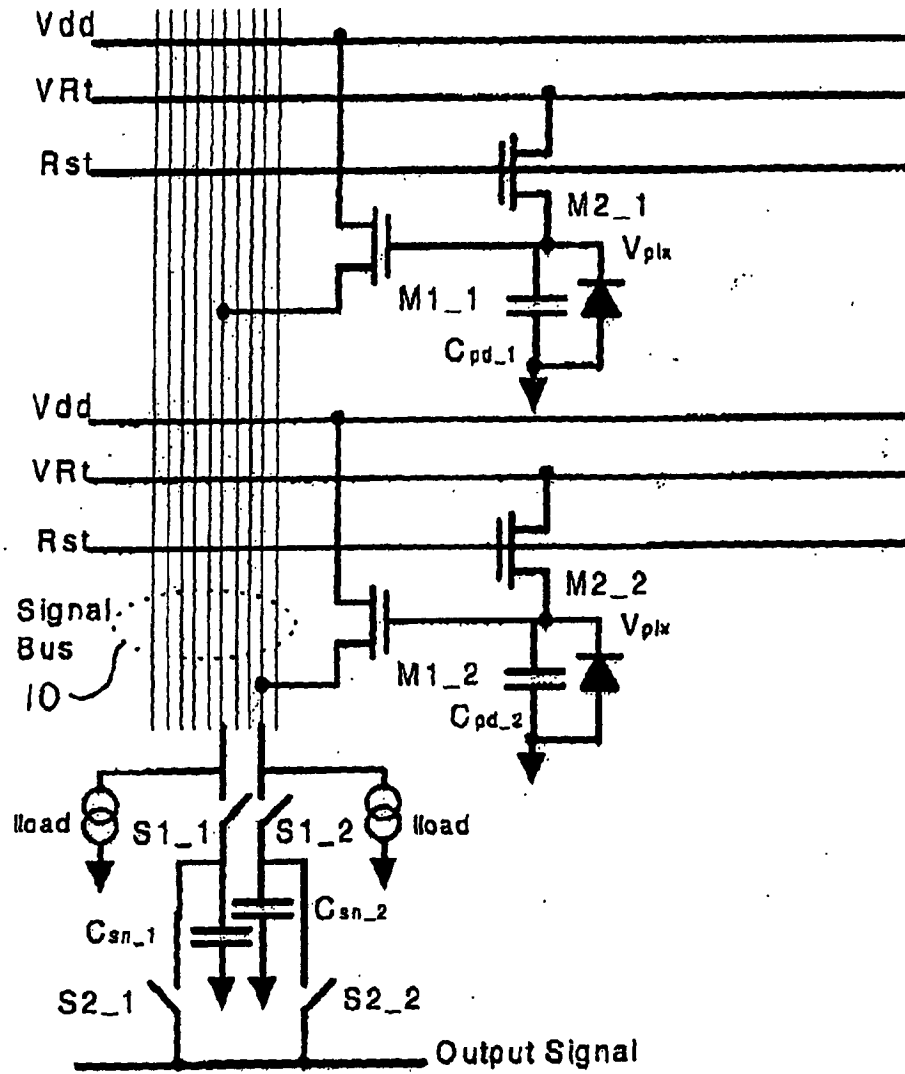 Vdd
VRt
Rst
M2_1
Vpix
M1_1
Cpd_1
Vdd
VRt
Rst
M2_2
Signal
Bus
10
Vpix
M1_2
Cpd_2
Iload
S1_1
S1_2
Iload
Csn_1
Csn_2
S2_1
S2_2
Output Signal